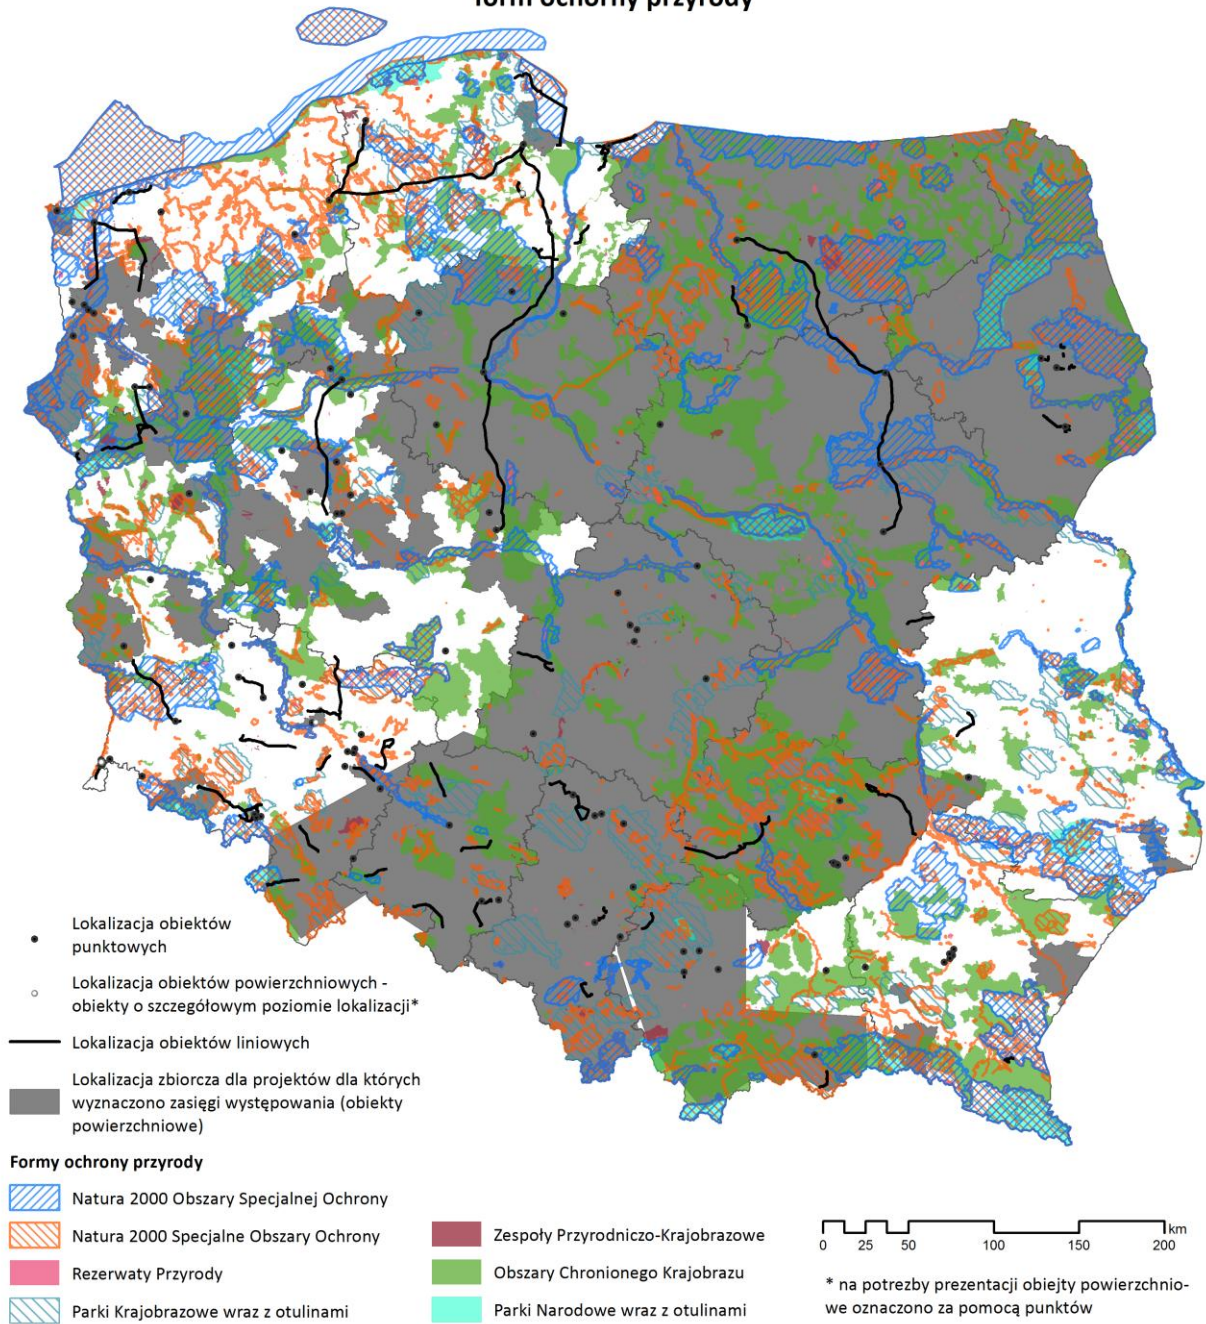 form ochorny przyrody
Lokalizacja obiektów
punktowych
Lokalizacja obiektów powierzchniowych -
obiekty o szczegółowym poziomie lokalizacji*
Lokalizacja obiektów liniowych
Lokalizacja zbiorcza dla projektów dla których
wyznaczono zasięgi występowania (obiekty
powierzchniowe)
Formy ochrony przyrody
Natura 2000 Obszary Specjalnej Ochrony
Natura 2000 Specjalne Obszary Ochrony
Rezerwaty Przyrody
Parki Krajobrazowe wraz z otulinami
Zespoły Przyrodniczo-Krajobrazowe
Obszary Chronionego Krajobrazu
Parki Narodowe wraz z otulinami
km
0 25 50 100 150 200
* na potrezby prezentacji obiejty powierzchnio-
we oznaczono za pomocą punktów